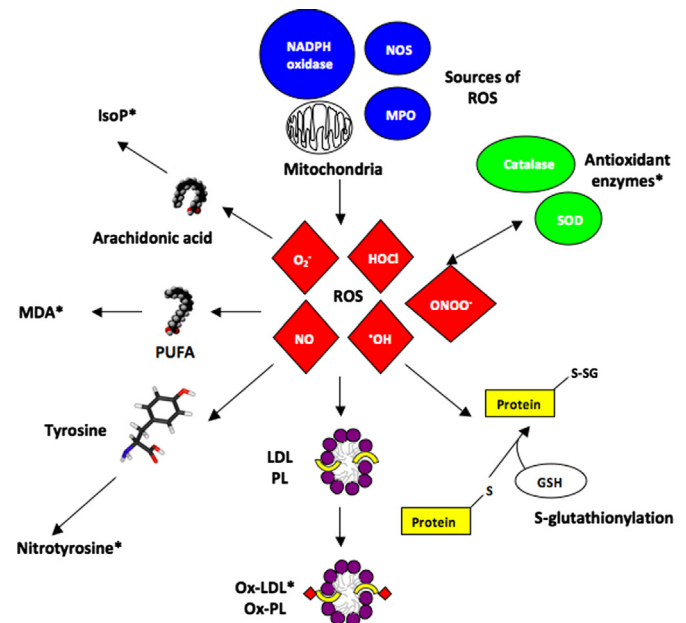 NADPH
oxidase
NOS
Sources of
ROS
MPO
IsoP*
Mitochondria
Catalase
Antioxidant
enzymes*
SOD
Arachidonic acid
O₂⁻
HOCl
ROS
ONOO⁻
MDA*
NO
•OH
PUFA
S-SG
Protein
Tyrosine
LDL
PL
S
GSH
Protein
S-glutathionylation
Nitrotyrosine*
Ox-LDL*
Ox-PL